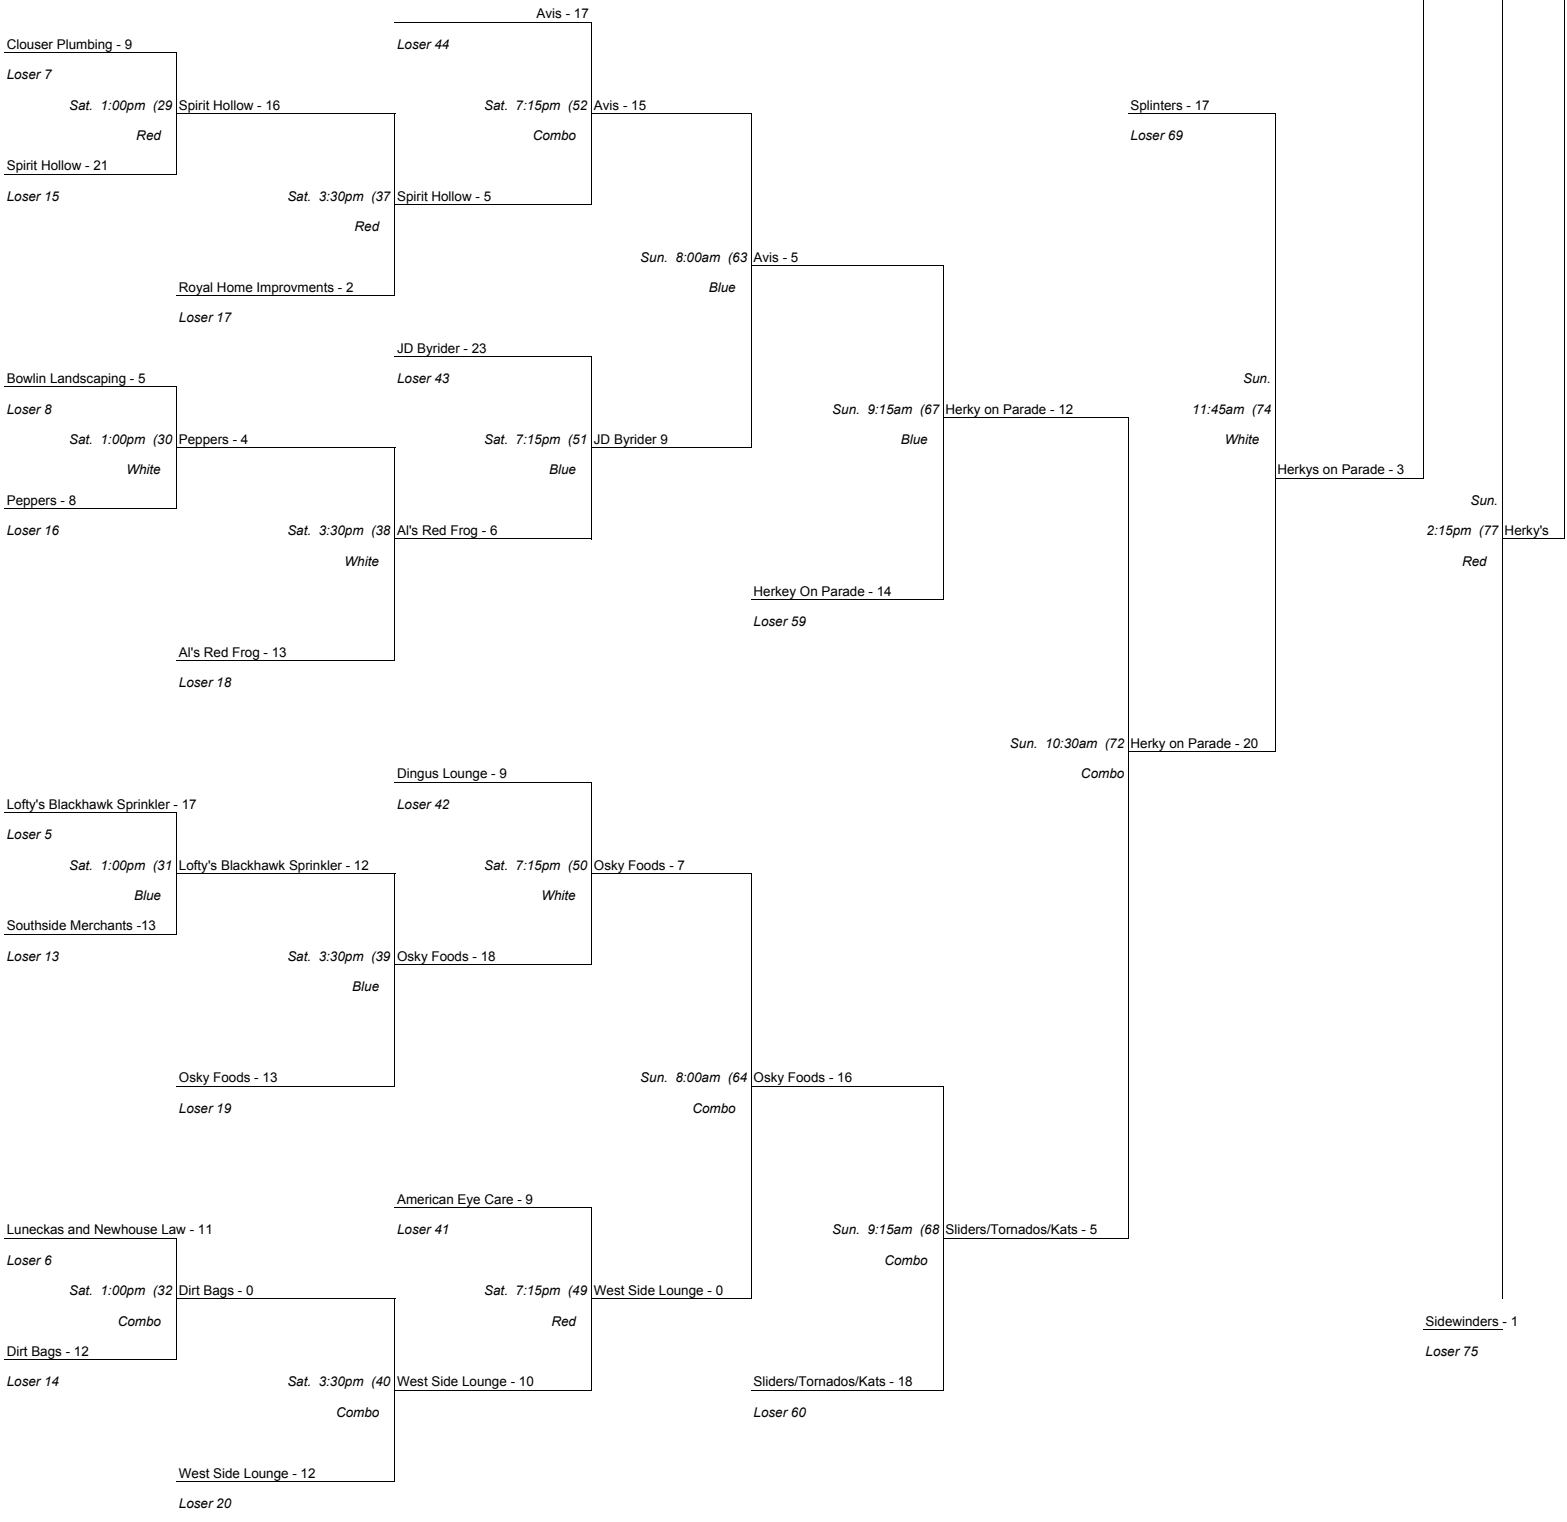 Avis - 17
Clouser Plumbing - 9
Loser 44
Loser 7
Sat. 1:00pm (29
Spirit Hollow - 16
Sat. 7:15pm (52
Avis - 15
Splinters - 17
Red
Combo
Loser 69
Spirit Hollow - 21
Loser 15
Sat. 3:30pm (37
Spirit Hollow - 5
Red
Sun. 8:00am (63
Avis - 5
Royal Home Improvments - 2
Blue
Loser 17
JD Byrider - 23
Bowlin Landscaping - 5
Loser 43
Sun.
Loser 8
Sun. 9:15am (67
Herky on Parade - 12
11:45am (74
Sat. 1:00pm (30
Peppers - 4
Sat. 7:15pm (51
JD Byrider 9
Blue
White
White
Blue
Herkys on Parade - 3
Peppers - 8
Sun.
Loser 16
Sat. 3:30pm (38
Al's Red Frog - 6
2:15pm (77
Herky's
White
Red
Herkey On Parade - 14
Loser 59
Al's Red Frog - 13
Loser 18
Sun. 10:30am (72
Herky on Parade - 20
Dingus Lounge - 9
Combo
Lofty's Blackhawk Sprinkler - 17
Loser 42
Loser 5
Sat. 1:00pm (31
Lofty's Blackhawk Sprinkler - 12
Sat. 7:15pm (50
Osky Foods - 7
Blue
White
Southside Merchants -13
Loser 13
Sat. 3:30pm (39
Osky Foods - 18
Blue
Osky Foods - 13
Sun. 8:00am (64
Osky Foods - 16
Loser 19
Combo
American Eye Care - 9
Luneckas and Newhouse Law - 11
Loser 41
Sun. 9:15am (68
Sliders/Tornados/Kats - 5
Loser 6
Combo
Sat. 1:00pm (32
Dirt Bags - 0
Sat. 7:15pm (49
West Side Lounge - 0
Combo
Red
Sidewinders - 1
Dirt Bags - 12
Loser 75
Loser 14
Sat. 3:30pm (40
West Side Lounge - 10
Sliders/Tornados/Kats - 18
Combo
Loser 60
West Side Lounge - 12
Loser 20